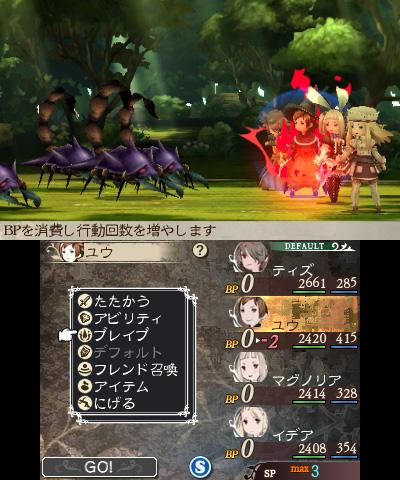 BPを消費し行動回数を増やします
ユウ
?
DEFAULT
たたかう
アビリティ
ブレイブ
デフォルト
フレンド召喚
アイテム
にげる
GO!
S
ティズ
BP 0 2661 285
ユウ
BP 0 -2 2420 415
マグノリア
BP 0 2414 328
イデア
BP 0 2408 354
SP max 3